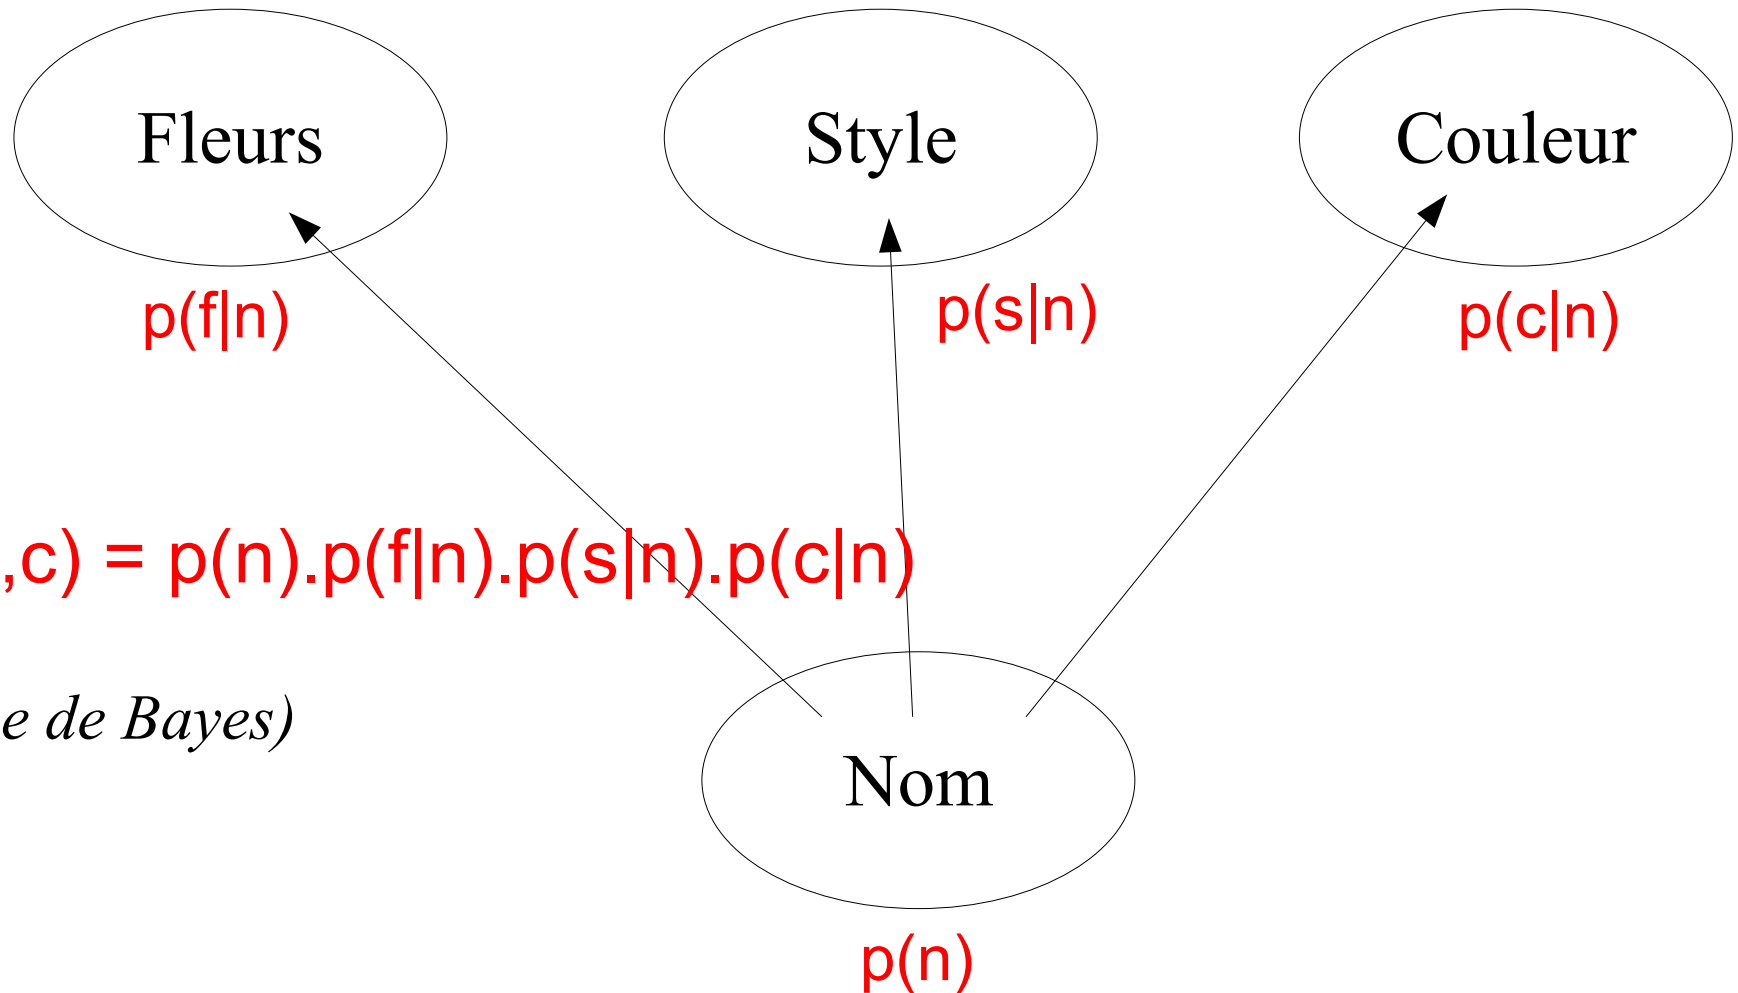 Fleurs Style Couleur
p(f|n) p(s|n) p(c|n)
,c) = p(n).p(f|n).p(s|n).p(c|n)
e de Bayes)
Nom
p(n)